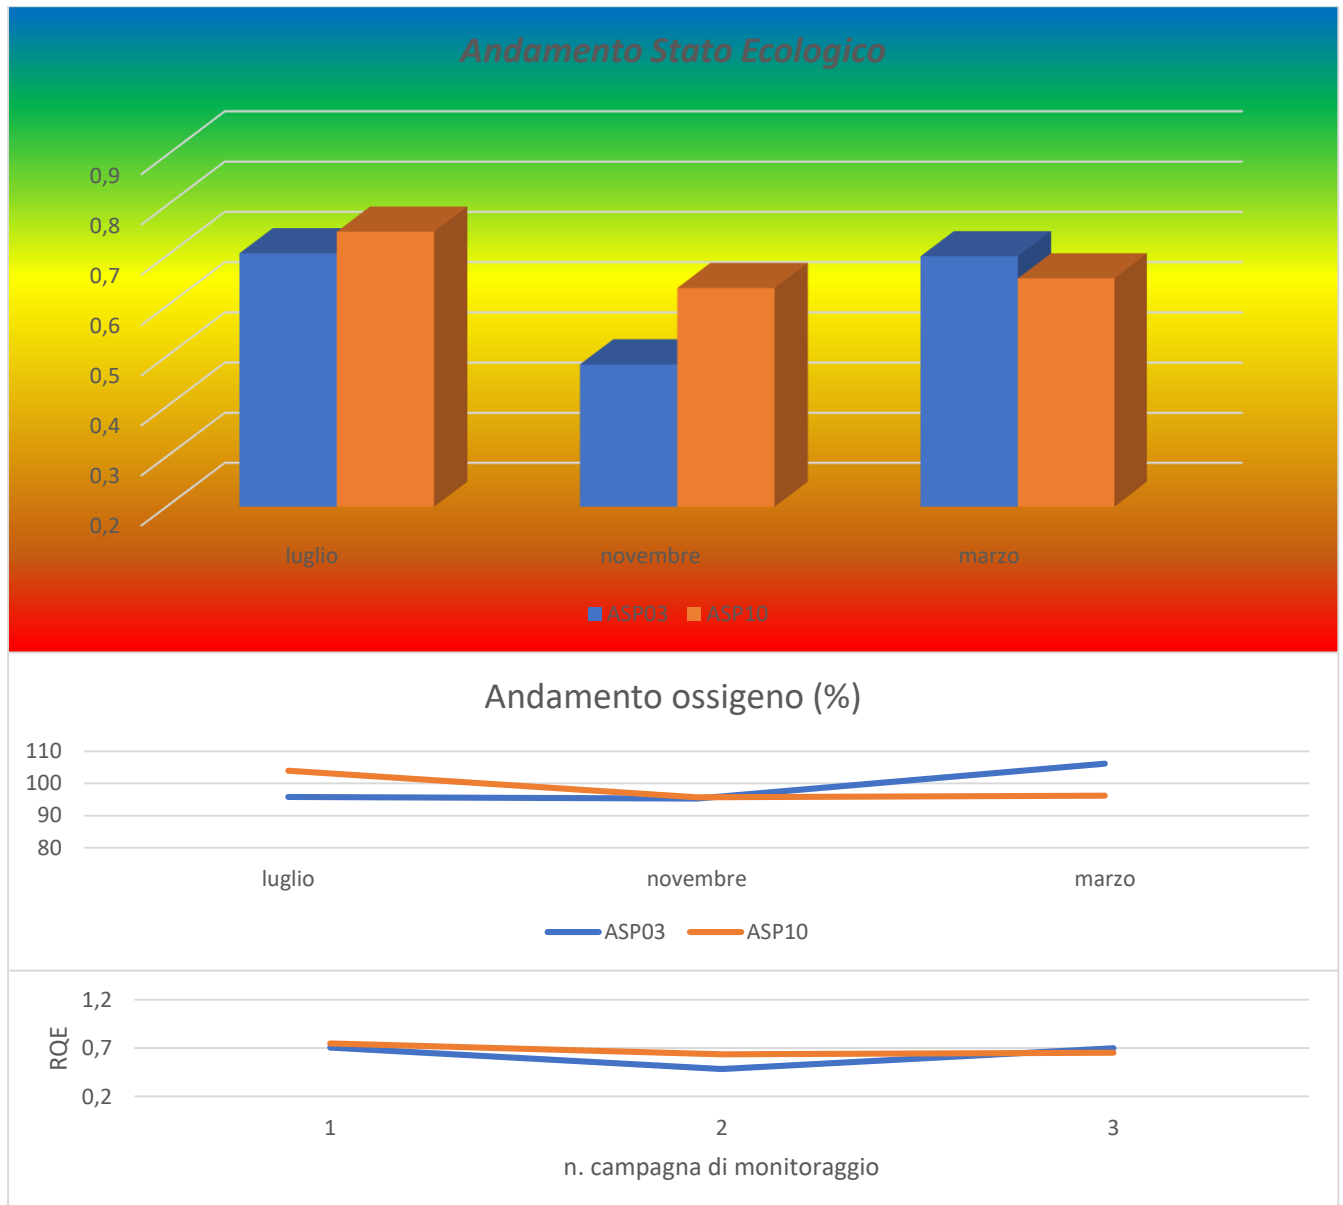 Andamento Stato Ecologico
0,9
0,8
0,7
0,6
0,5
0,4
0,3
0,2
luglio novembre marzo
ASP03 ASP10
Andamento ossigeno (%)
110
100
90
80
luglio novembre marzo
ASP03 ASP10
RQE
1,2
0,7
0,2
1 2 3
n. campagna di monitoraggio